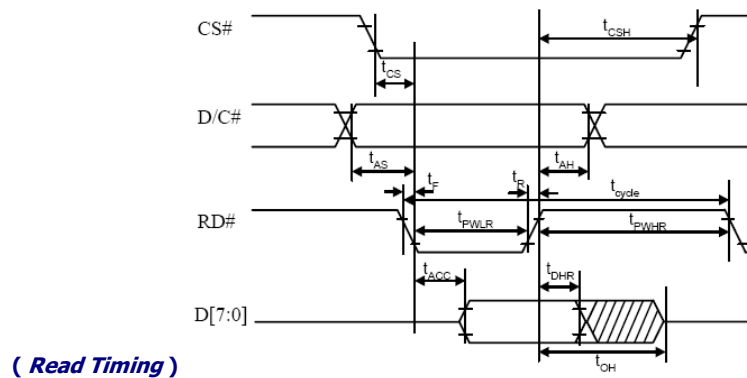 CS#
tCSH
tCS
D/C#
tAS
tF
tR
tAH
tcycle
RD#
tPWLR
tPWHR
tACC
tDHR
D[7:0]
tOH
( Read Timing )